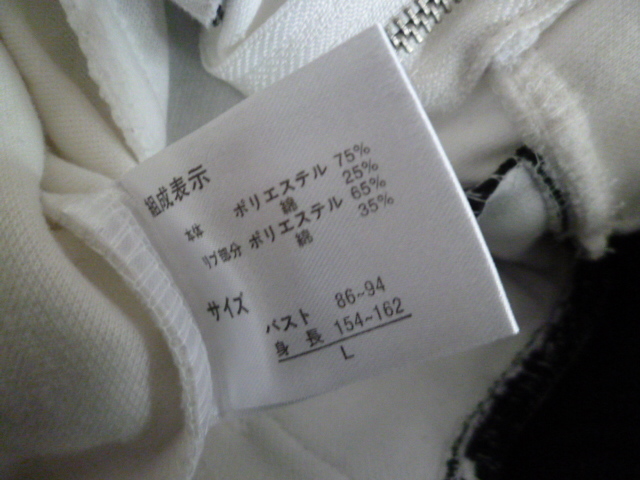 組成表示
本体 ポリエステル 75%
綿 25%
リブ部分 ポリエステル 65%
綿 35%
サイズ
バスト 86~94
身長 154~162
L